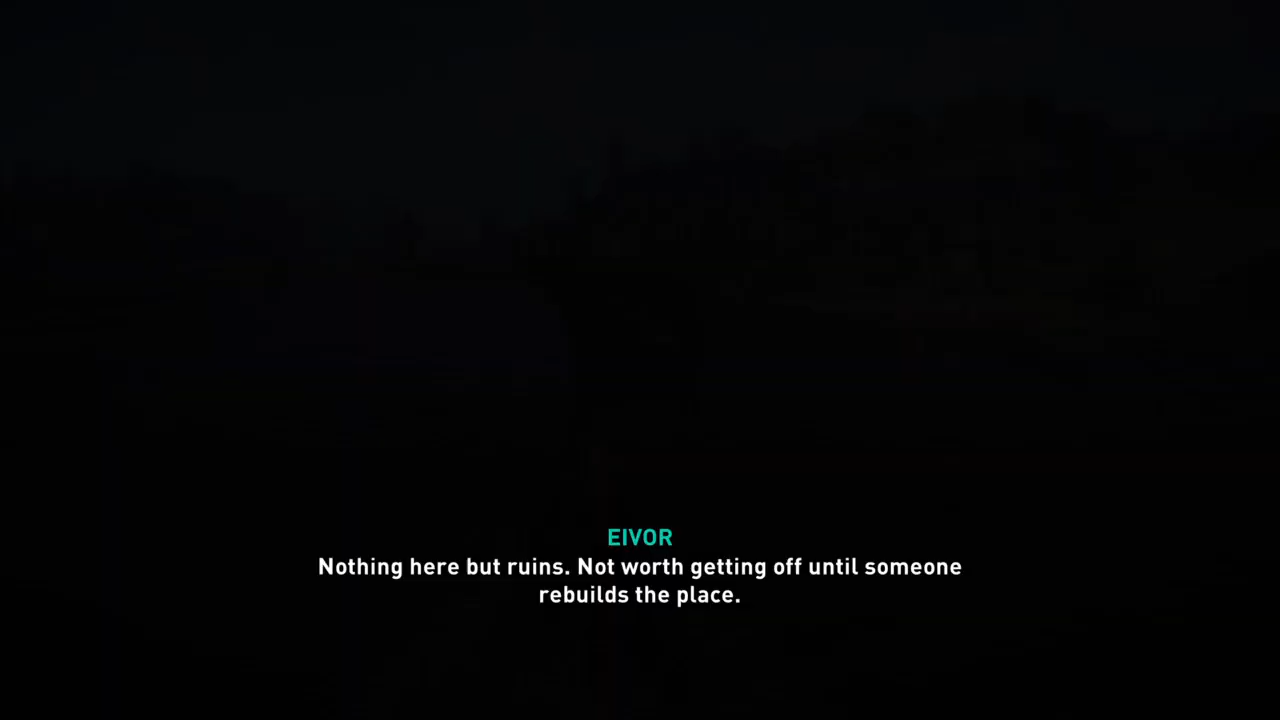 EIVOR
Nothing here but ruins. Not worth getting off until someone
rebuilds the place.